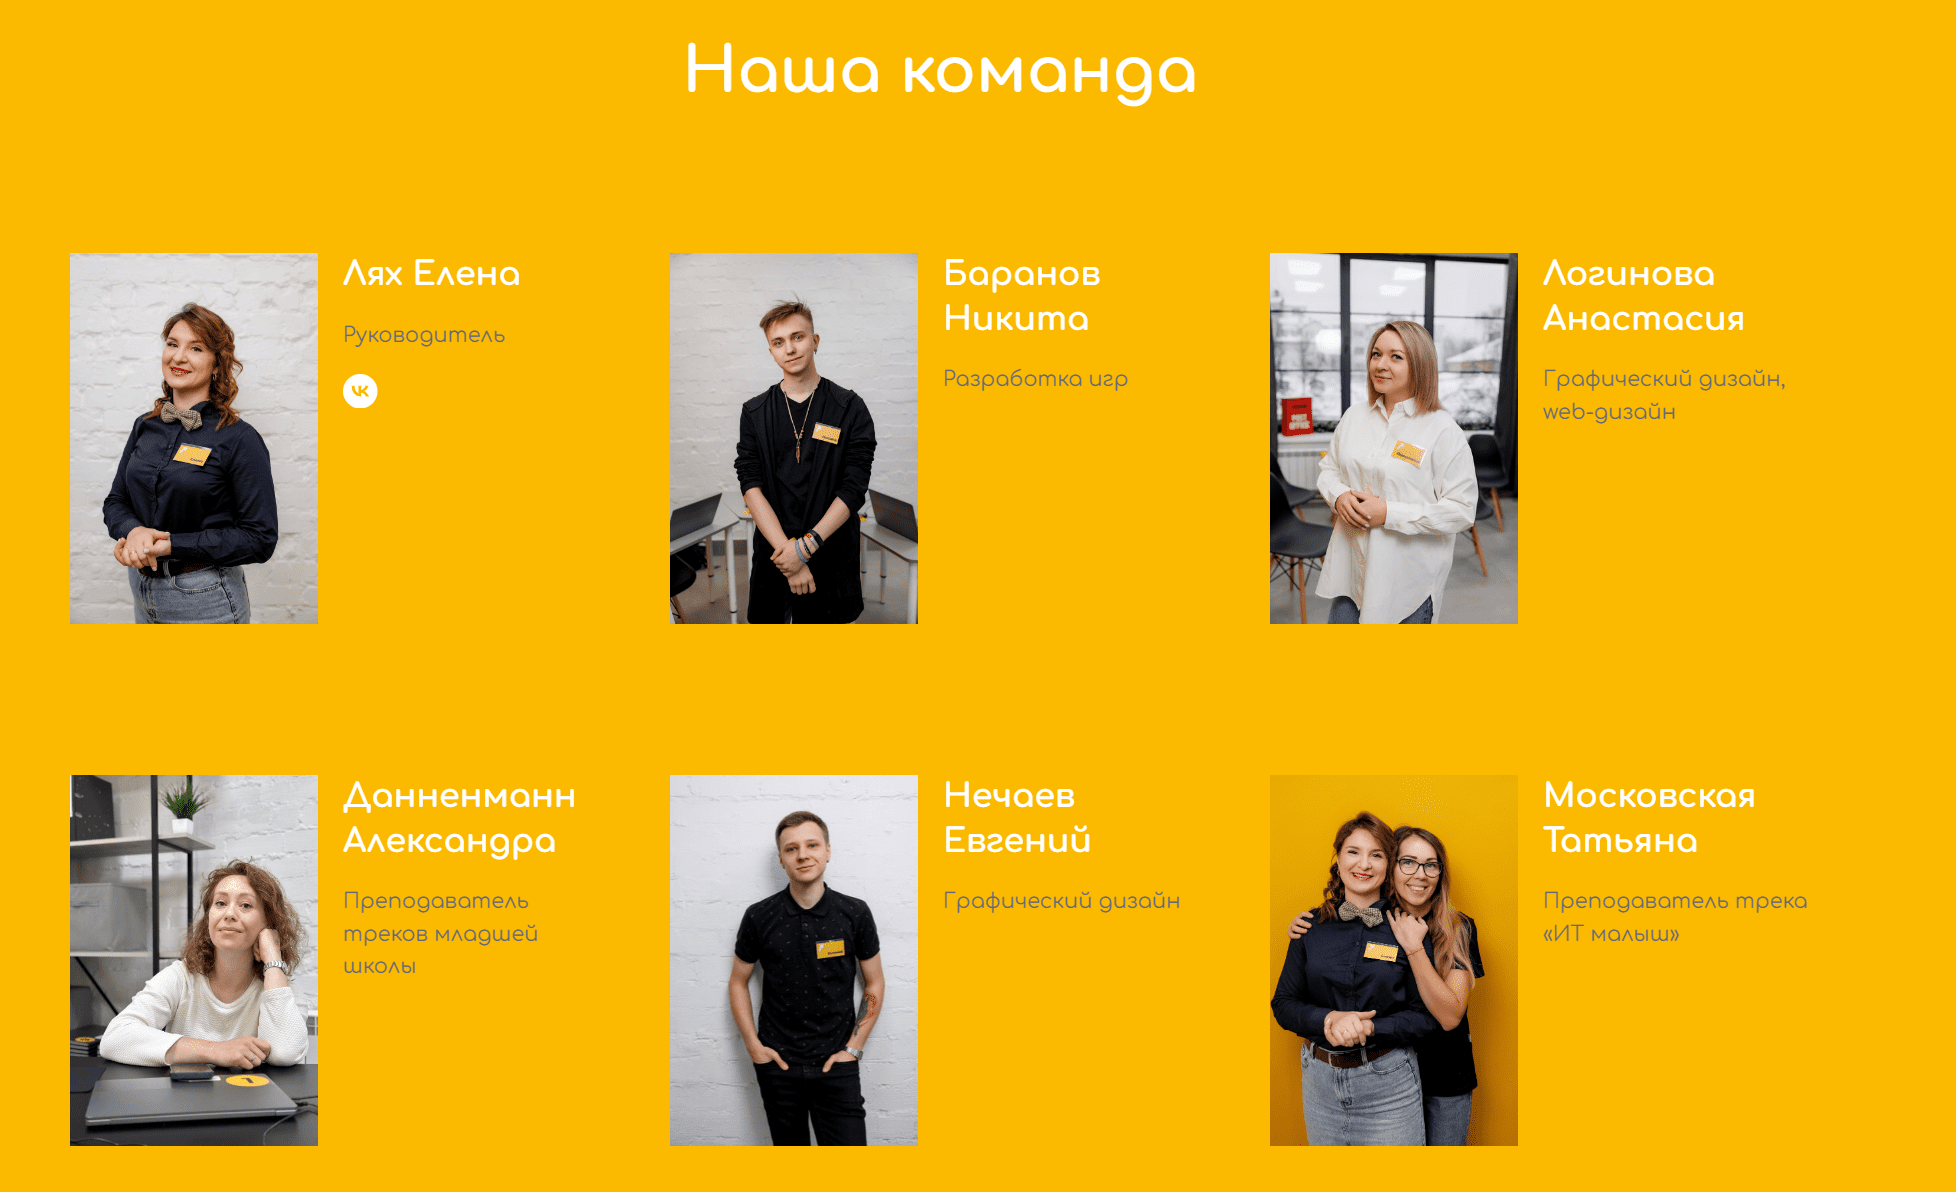 Наша команда
Лях Елена
Руководитель
Баранов
Никита
Разработка игр
Логинова
Анастасия
Графический дизайн,
web-дизайн
Данненманн
Александра
Преподаватель
треков младшей
школы
Нечаев
Евгений
Графический дизайн
Московская
Татьяна
Преподаватель трека
«ИТ малыш»